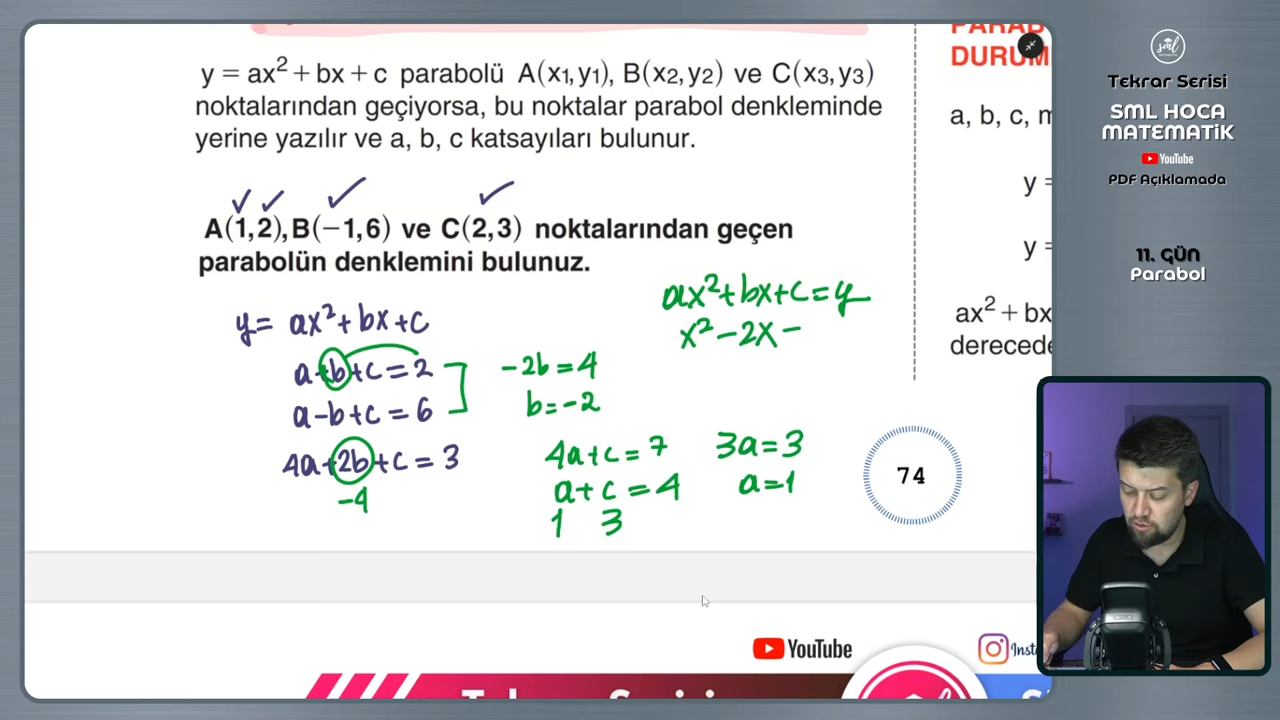 y = ax² + bx + c parabolü A(x₁,y₁), B(x₂,y₂) ve C(x₃,y₃)
noktalarından geçiyorsa, bu noktalar parabol denkleminde
yerine yazılır ve a, b, c katsayıları bulunur.
A(1,2), B(−1,6) ve C(2,3) noktalarından geçen
parabolün denklemini bulunuz.
y = ax² + bx + c
a+b+c = 2
a−b+c = 6
4a+2b+c = 3
−4
−2b = 4
b = −2
4a+c = 7
a+c = 4
1 3
3a = 3
a = 1
ax²+bx+c = y
x² − 2x −
74
DURUM
a, b, c,
y =
y =
ax² + bx
sml
Tekrar Serisi
SML HOCA
MATEMATİK
YouTube
PDF Açıklamada
11. GÜN
Parabol
YouTube